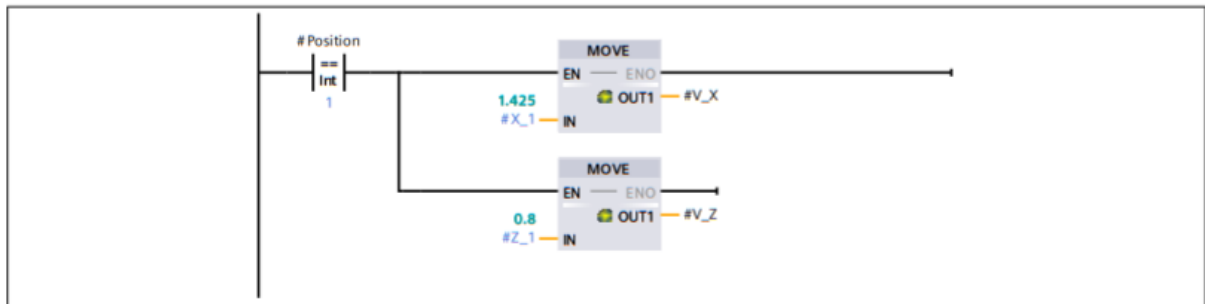 #Position
==
Int
1
MOVE
EN ENO
1.425
OUT1 #V_X
#X_1 IN
MOVE
EN ENO
0.8
OUT1 #V_Z
#Z_1 IN